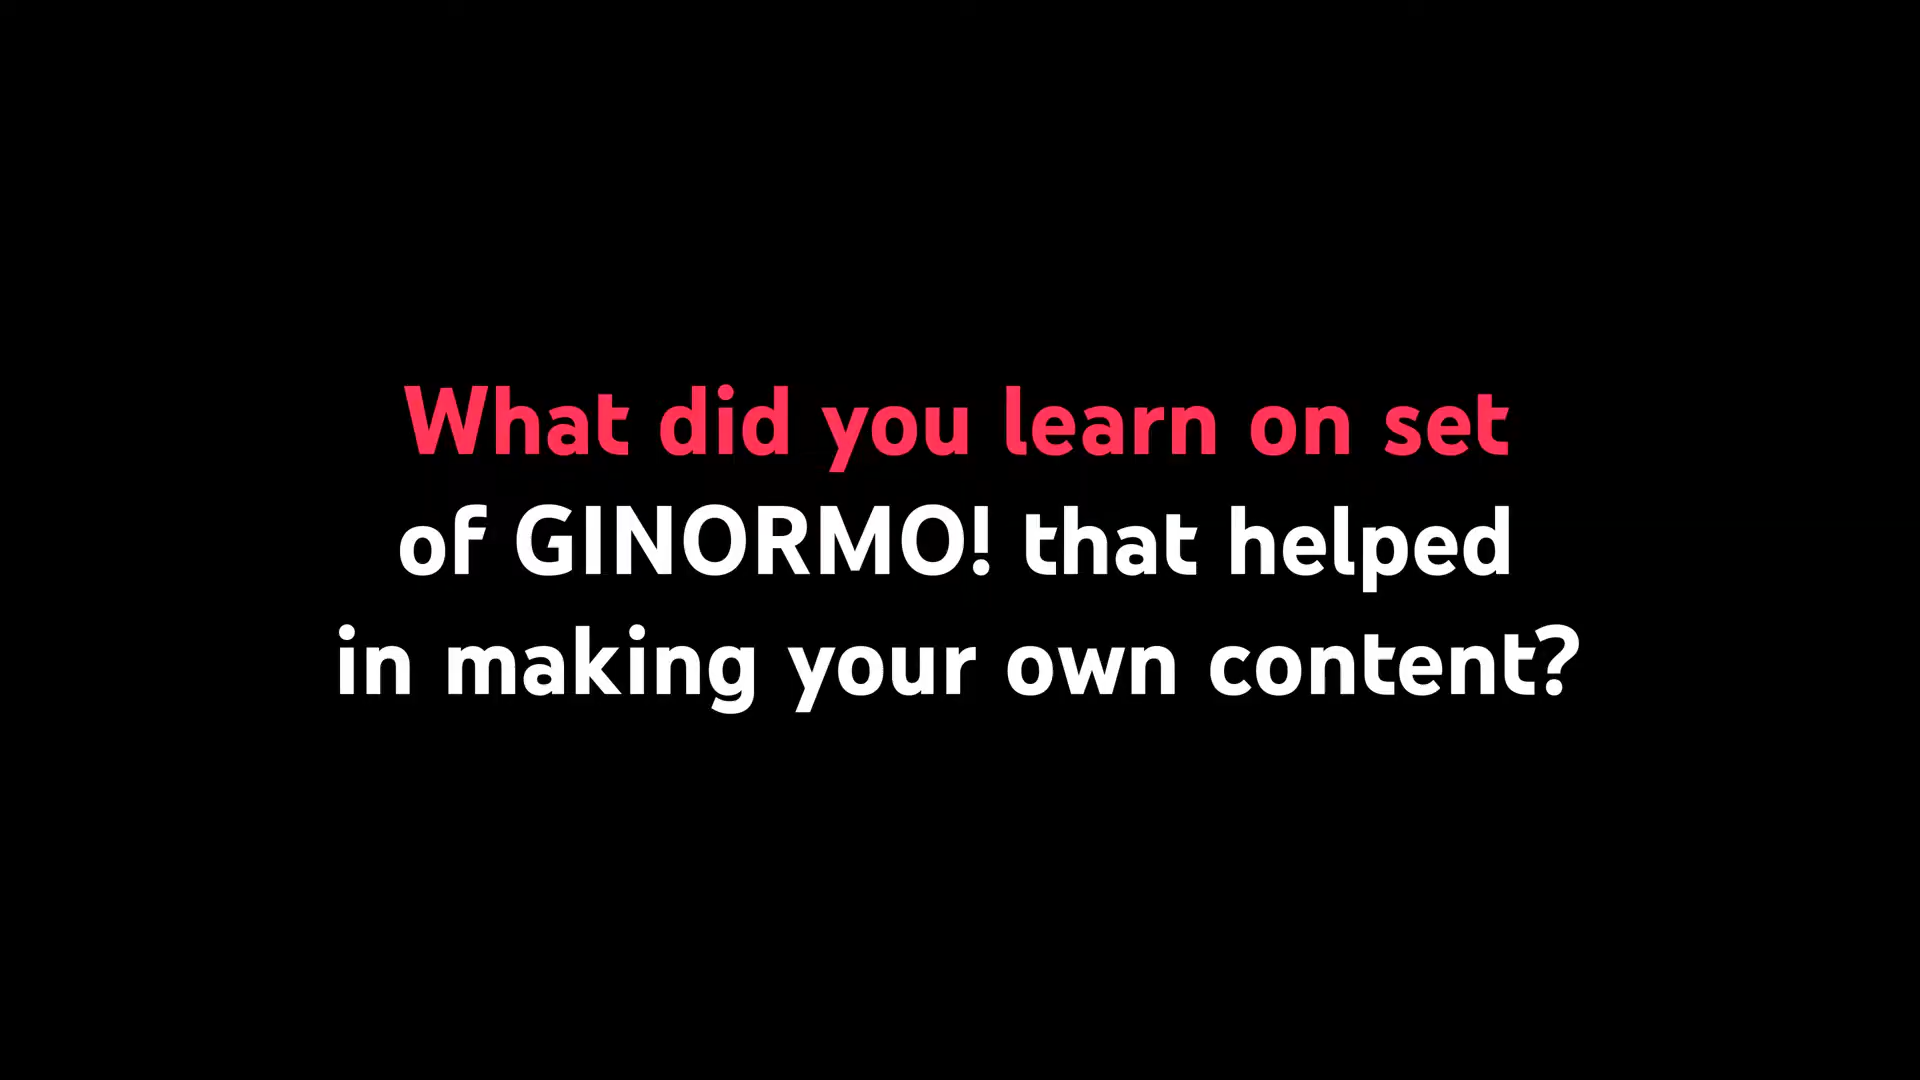 What did you learn on set
of GINORMO! that helped
in making your own content?